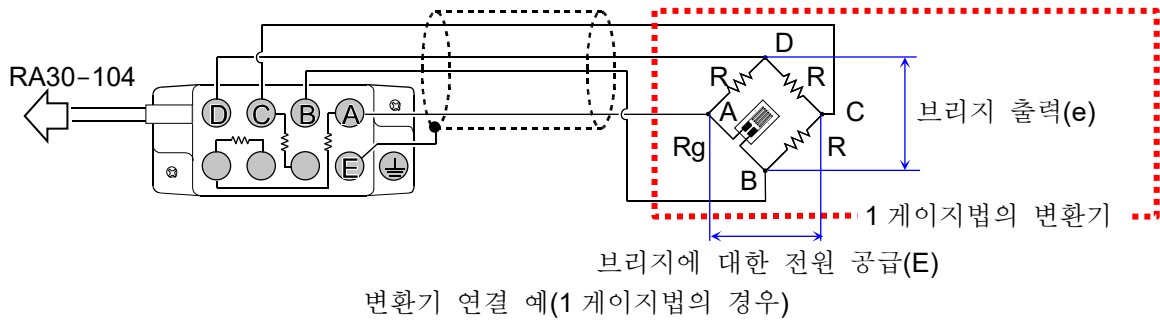 RA30-104
D C B A
E
D
R R
A C
브리지 출력(e)
Rg R
B
1 게이지법의 변환기
브리지에 대한 전원 공급(E)
변환기 연결 예(1 게이지법의 경우)